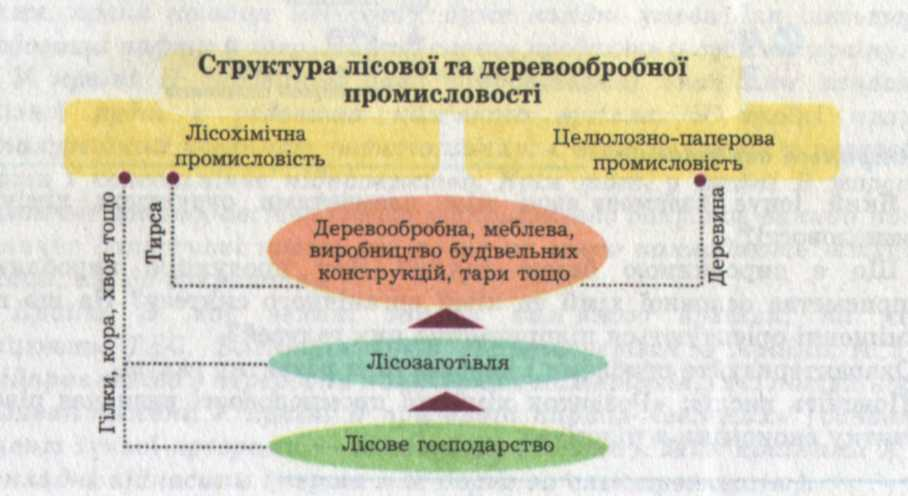 Структура лісової та деревообробної
промисловості
Лісохімічна
промисловість
Целюлозно-паперова
промисловість
Гілки, кора, хвоя тощо
Тирса
Деревина
Деревообробна, меблева,
виробництво будівельних
конструкцій, тари тощо
Лісозаготівля
Лісове господарство